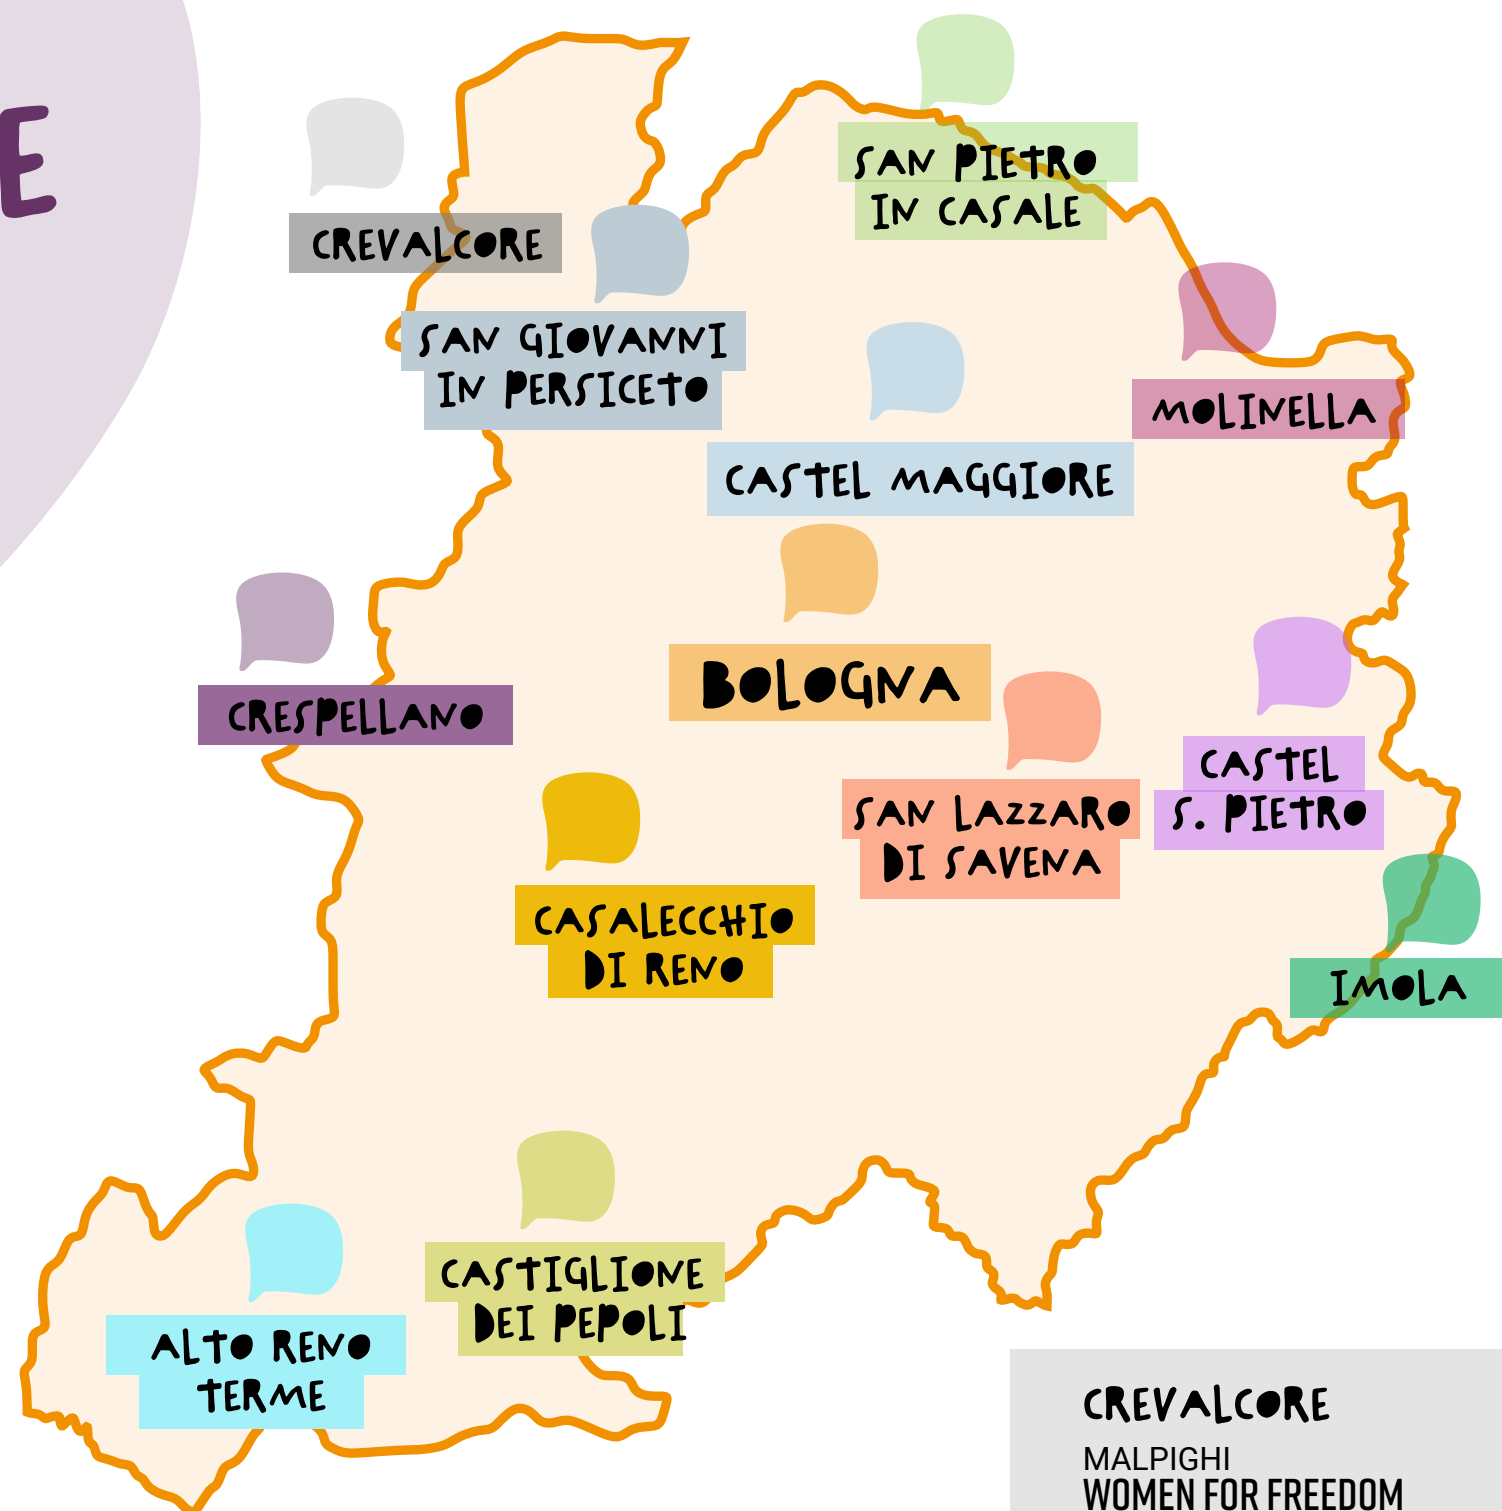 E
SAN PIETRO
IN CASALE
CREVALCORE
SAN GIOVANNI
IN PERSICETO
MOLINELLA
CASTEL MAGGIORE
BOLOGNA
CRESPELLANO
CASTEL
S. PIETRO
SAN LAZZARO
DI SAVENA
CASALECCHIO
DI RENO
IMOLA
CASTIGLIONE
DEI PEPOLI
ALTO RENO
TERME
CREVALCORE
MALPIGHI
WOMEN FOR FREEDOM